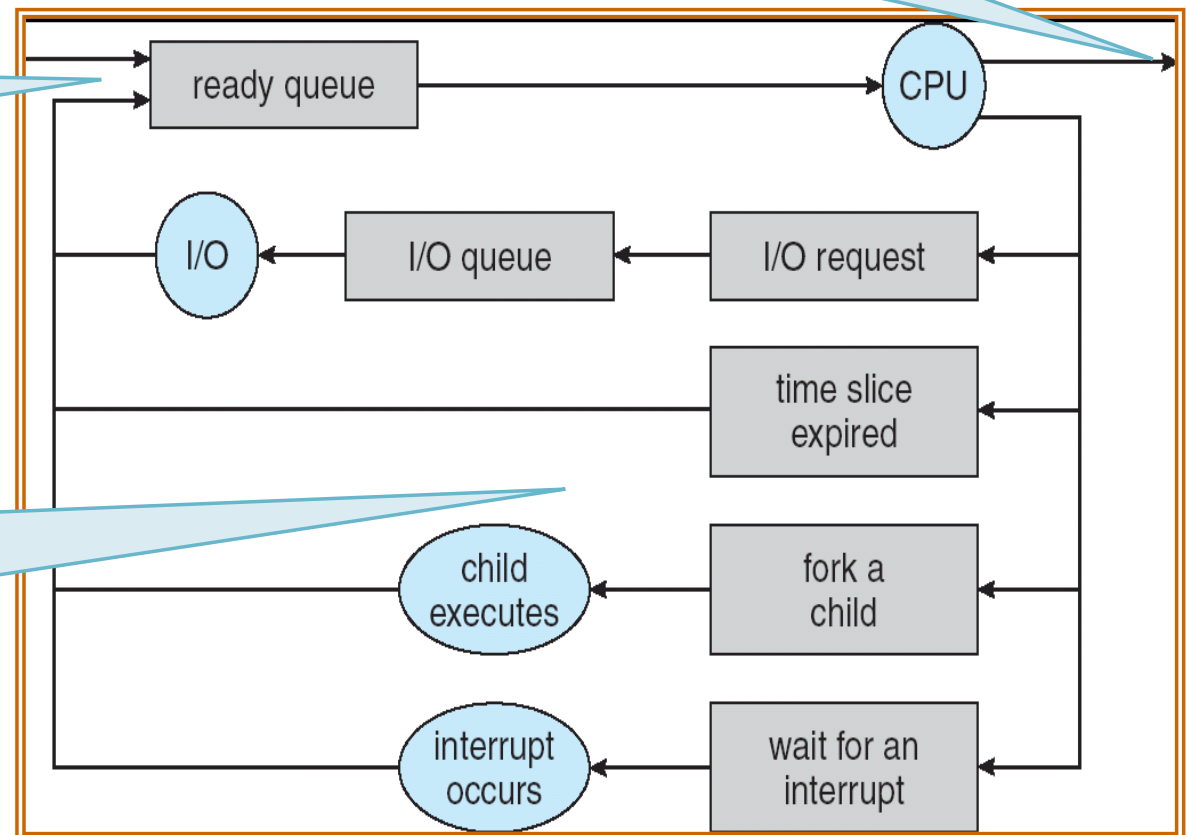 ready queue
CPU
I/O
I/O queue
I/O request
time slice
expired
child
executes
fork a
child
interrupt
occurs
wait for an
interrupt